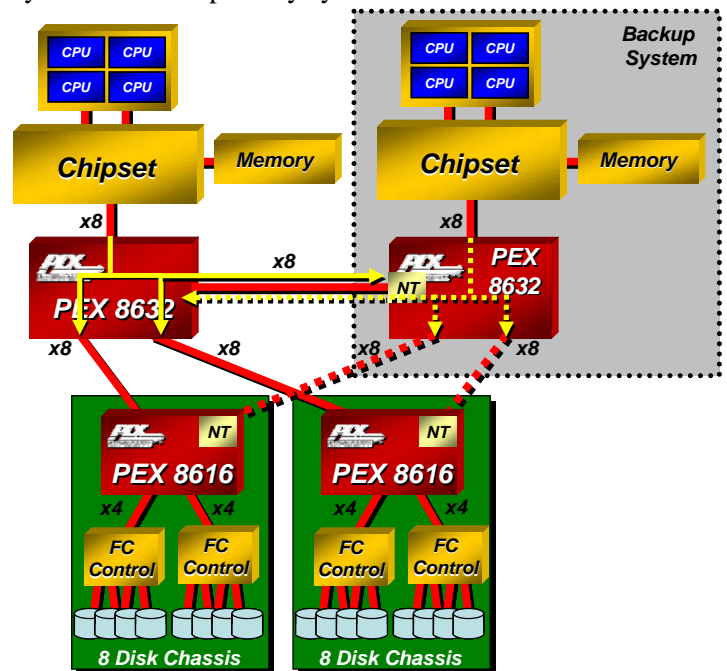 Backup
System
CPU CPU
CPU CPU
CPU CPU
CPU CPU
Chipset
Memory
Chipset
Memory
x8
x8
PEX 8632
x8
NT
PEX
8632
x8
x8
x8
x8
NT
PEX 8616
NT
PEX 8616
x4
x4
x4
x4
FC
Control
FC
Control
FC
Control
FC
Control
8 Disk Chassis
8 Disk Chassis